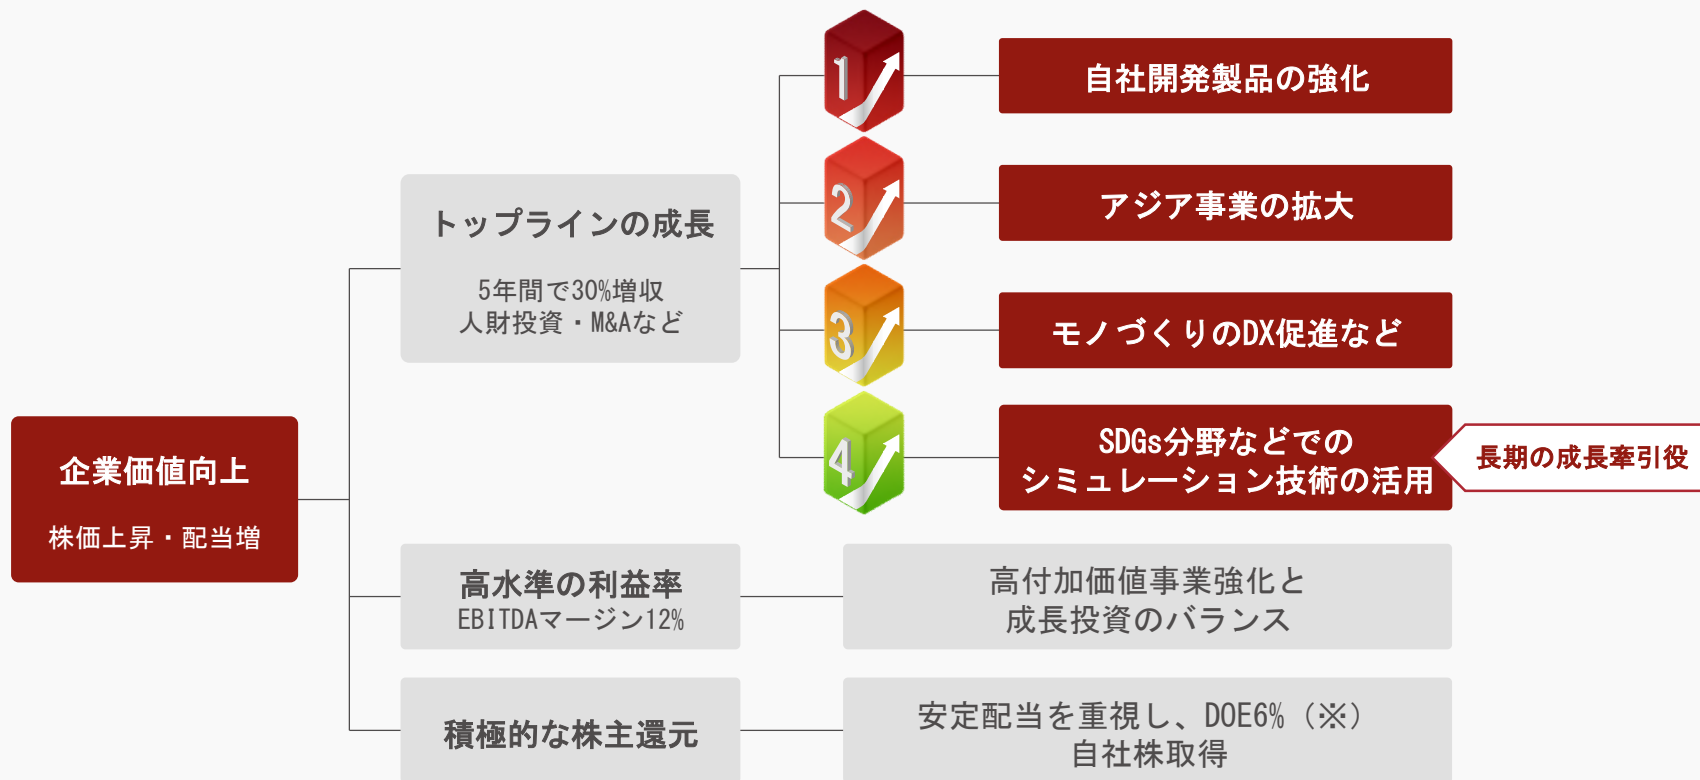 企業価値向上
株価上昇・配当増
トップラインの成長
5年間で30%増収
人財投資・M&Aなど
1
自社開発製品の強化
2
アジア事業の拡大
3
モノづくりのDX促進など
4
SDGs分野などでの
シミュレーション技術の活用
長期の成長牽引役
高水準の利益率
EBITDAマージン12%
高付加価値事業強化と
成長投資のバランス
積極的な株主還元
安定配当を重視し、DOE6%（※）
自社株取得